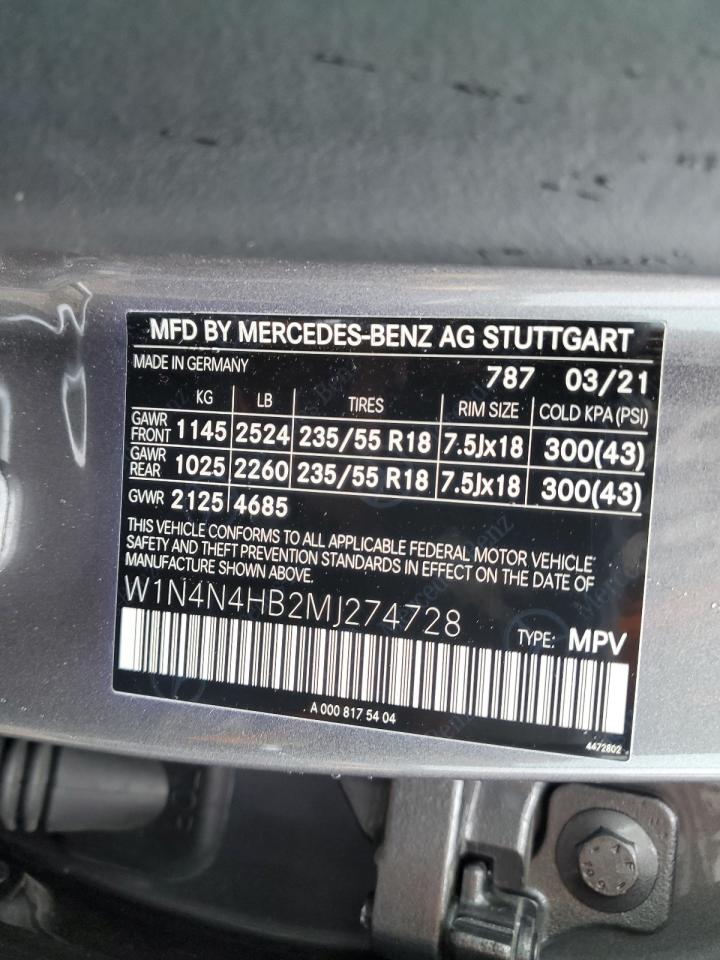 MFD BY MERCEDES-BENZ AG STUTTGART
MADE IN GERMANY 787 03/21
KG LB TIRES RIM SIZE COLD KPA (PSI)
GAWR FRONT 1145 2524 235/55 R18 7.5Jx18 300(43)
GAWR REAR 1025 2260 235/55 R18 7.5Jx18 300(43)
GVWR 2125 4685
THIS VEHICLE CONFORMS TO ALL APPLICABLE FEDERAL MOTOR VEHICLE
SAFETY AND THEFT PREVENTION STANDARDS IN EFFECT ON THE DATE OF
MANUFACTURE SHOWN ABOVE.
W1N4N4HB2MJ274728
TYPE: MPV
A 000 817 54 04
4472602